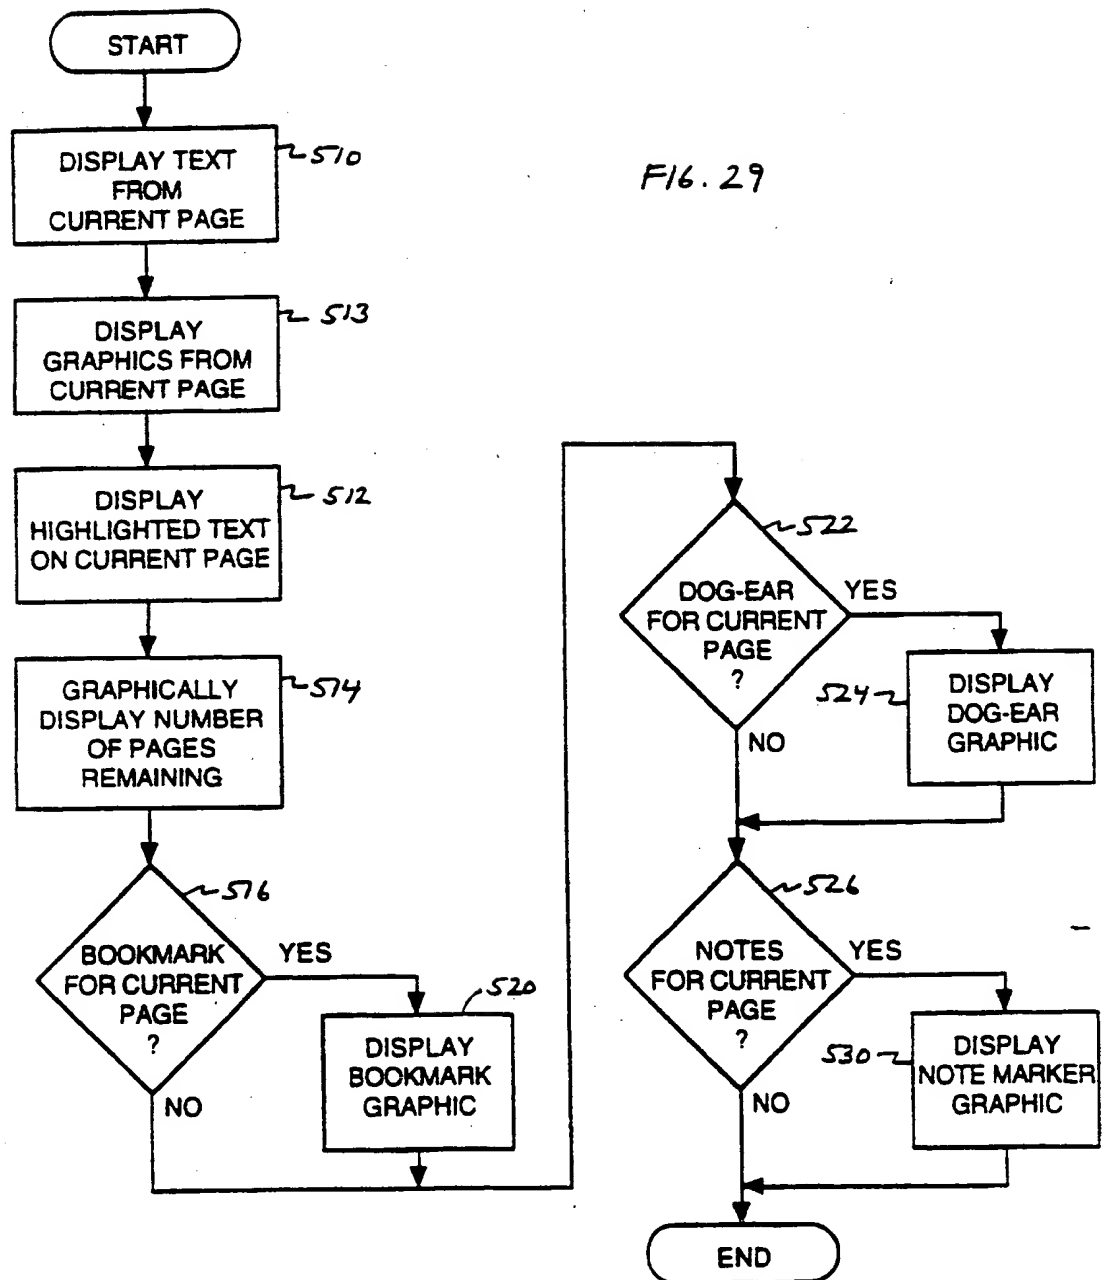 START
DISPLAY TEXT
FROM
CURRENT PAGE
510
FIG. 29
DISPLAY
GRAPHICS FROM
CURRENT PAGE
513
DISPLAY
HIGHLIGHTED TEXT
ON CURRENT PAGE
512
GRAPHICALLY
DISPLAY NUMBER
OF PAGES
REMAINING
514
BOOKMARK
FOR CURRENT
PAGE
?
516
YES
NO
DISPLAY
BOOKMARK
GRAPHIC
520
DOG-EAR
FOR CURRENT
PAGE
?
522
YES
NO
DISPLAY
DOG-EAR
GRAPHIC
524
NOTES
FOR CURRENT
PAGE
?
526
YES
NO
DISPLAY
NOTE MARKER
GRAPHIC
530
END